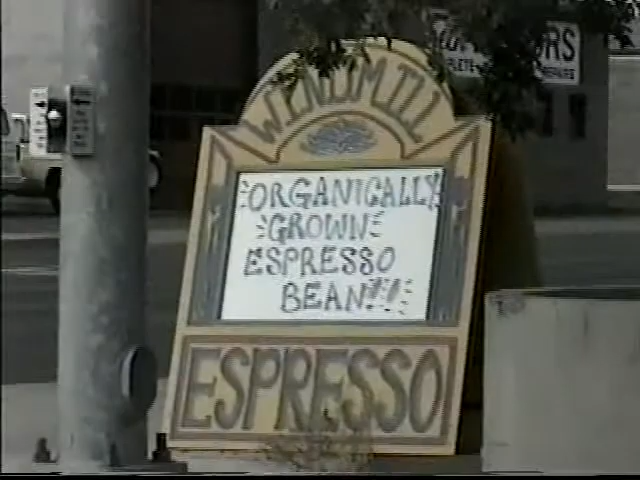 WINDMILL
ORGANICALLY
GROWN
ESPRESSO
BEAN!!!
ESPRESSO